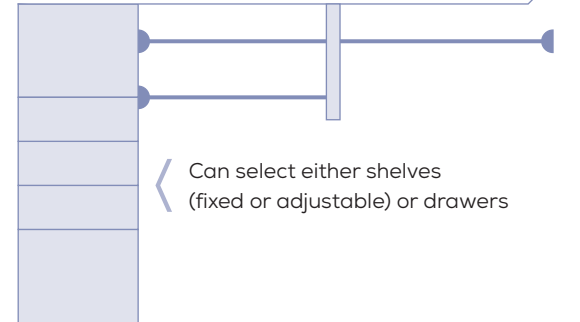 Can select either shelves
(fixed or adjustable) or drawers